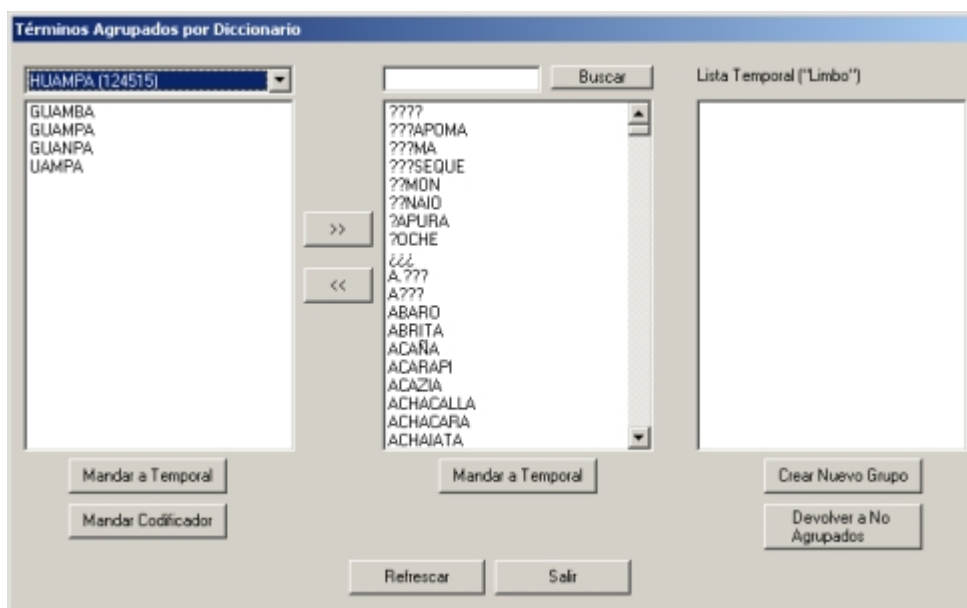 Términos Agrupados por Diccionario
HUAMPA (124515)
Buscar
Lista Temporal ("Limbo")
GUAMBA
GUAMPA
GUANPA
UAMPA
????
???APOMA
???MA
???SEQUE
??MON
??NAIO
?APURA
?OCHE
¿¿¿
A.???
A???
ABARO
ABRITA
ACAÑA
ACARAPI
ACAZIA
ACHACALLA
ACHACARA
ACHAIATA
>>
<<
Mandar a Temporal
Mandar Codificador
Mandar a Temporal
Crear Nuevo Grupo
Devolver a No
Agrupados
Refrescar
Salir